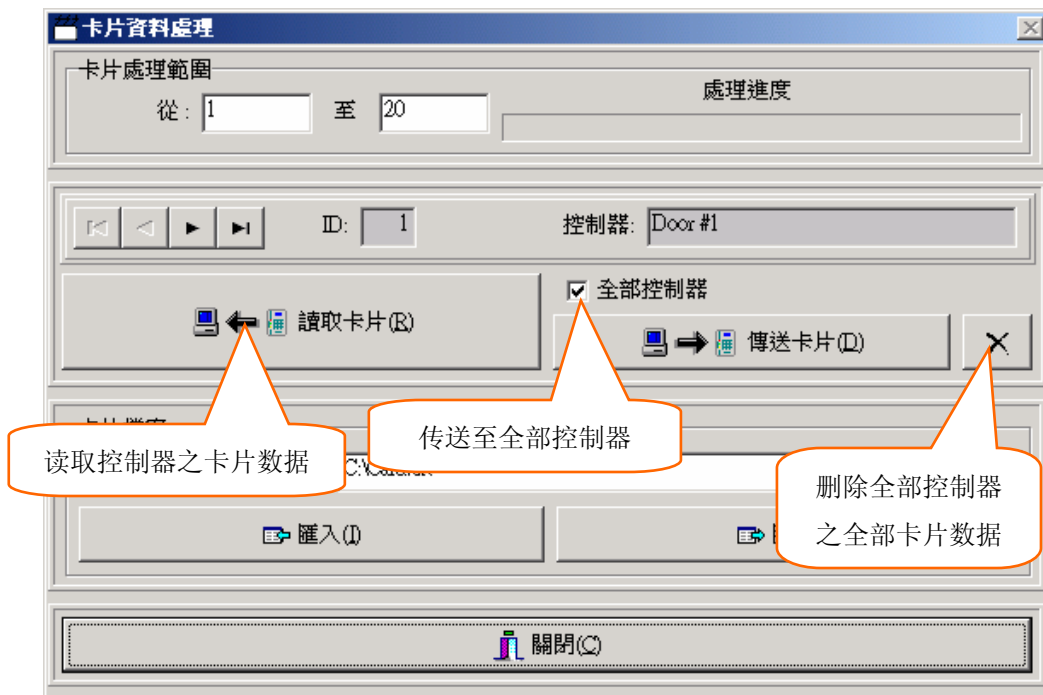 卡片資料處理
卡片處理範圍
處理進度
從: 1 至 20
ID: 1 控制器: Door #1
全部控制器
讀取卡片(R)
傳送卡片(D)
读取控制器之卡片数据
传送至全部控制器
删除全部控制器
之全部卡片数据
匯入(I)
關閉(C)